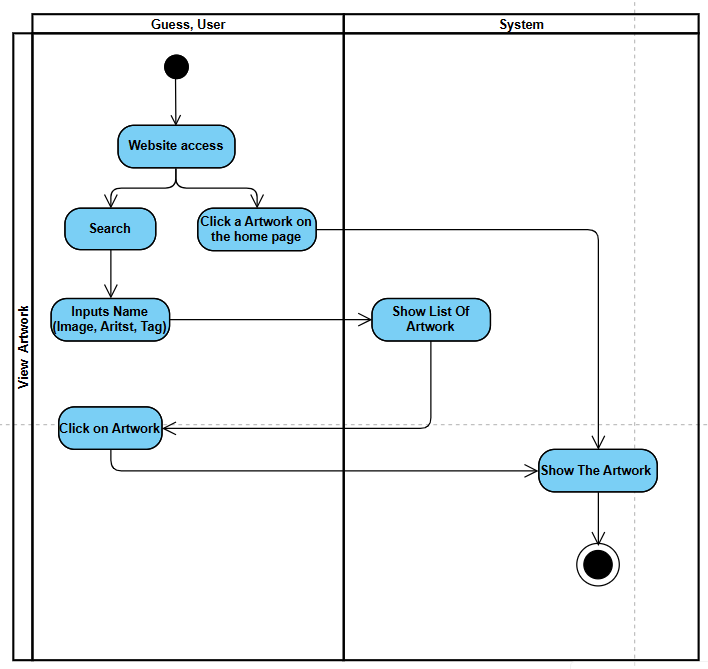 Guess, User
System
View Artwork
Website access
Search
Click a Artwork on
the home page
Inputs Name
(Image, Aritst, Tag)
Show List Of
Artwork
Click on Artwork
Show The Artwork